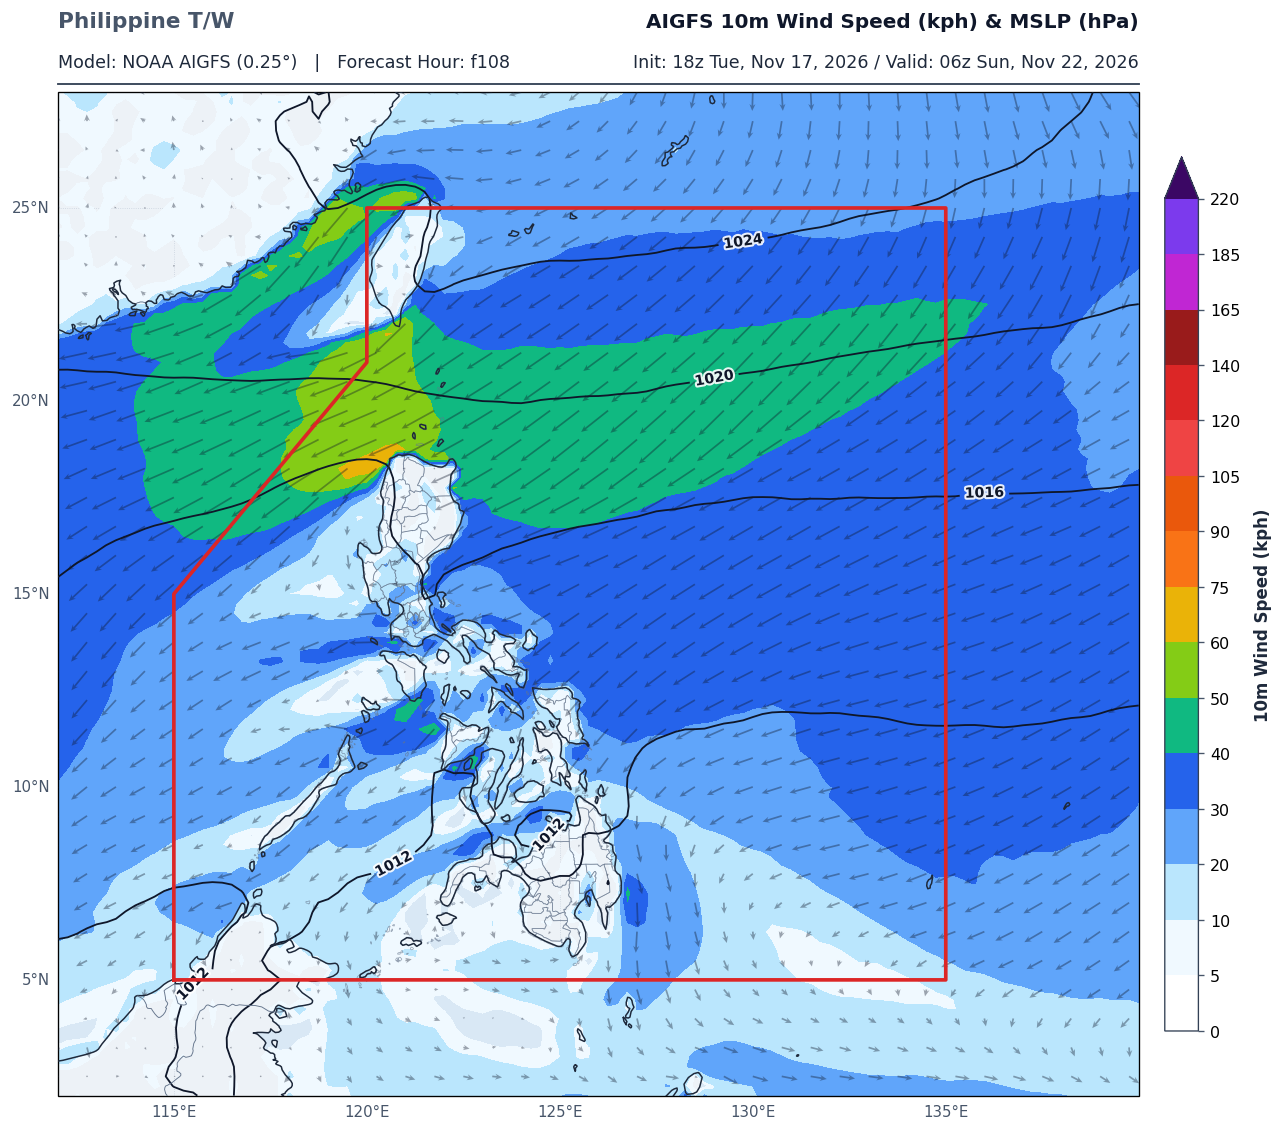 Philippine T/W
AIGFS 10m Wind Speed (kph) & MSLP (hPa)
Model: NOAA AIGFS (0.25°)   |   Forecast Hour: f108
Init: 18z Tue, Nov 17, 2026 / Valid: 06z Sun, Nov 22, 2026
25°N
20°N
15°N
10°N
5°N
115°E
120°E
125°E
130°E
135°E
1024
1020
1016
1012
1012
1012
220
185
165
140
120
105
90
75
60
50
40
30
20
10
5
0
10m Wind Speed (kph)